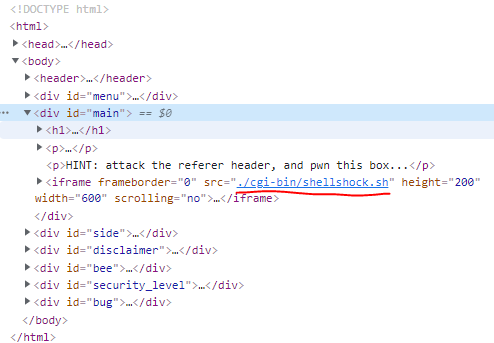 <!DOCTYPE html>
<html>
<head>…</head>
<body>
<header>…</header>
<div id="menu">…</div>
<div id="main"> == $0
<h1>…</h1>
<p>…</p>
<p>HINT: attack the referer header, and pwn this box...</p>
<iframe frameborder="0" src="./cgi-bin/shellshock.sh" height="200"
width="600" scrolling="no">…</iframe>
</div>
<div id="side">…</div>
<div id="disclaimer">…</div>
<div id="bee">…</div>
<div id="security_level">…</div>
<div id="bug">…</div>
</body>
</html>